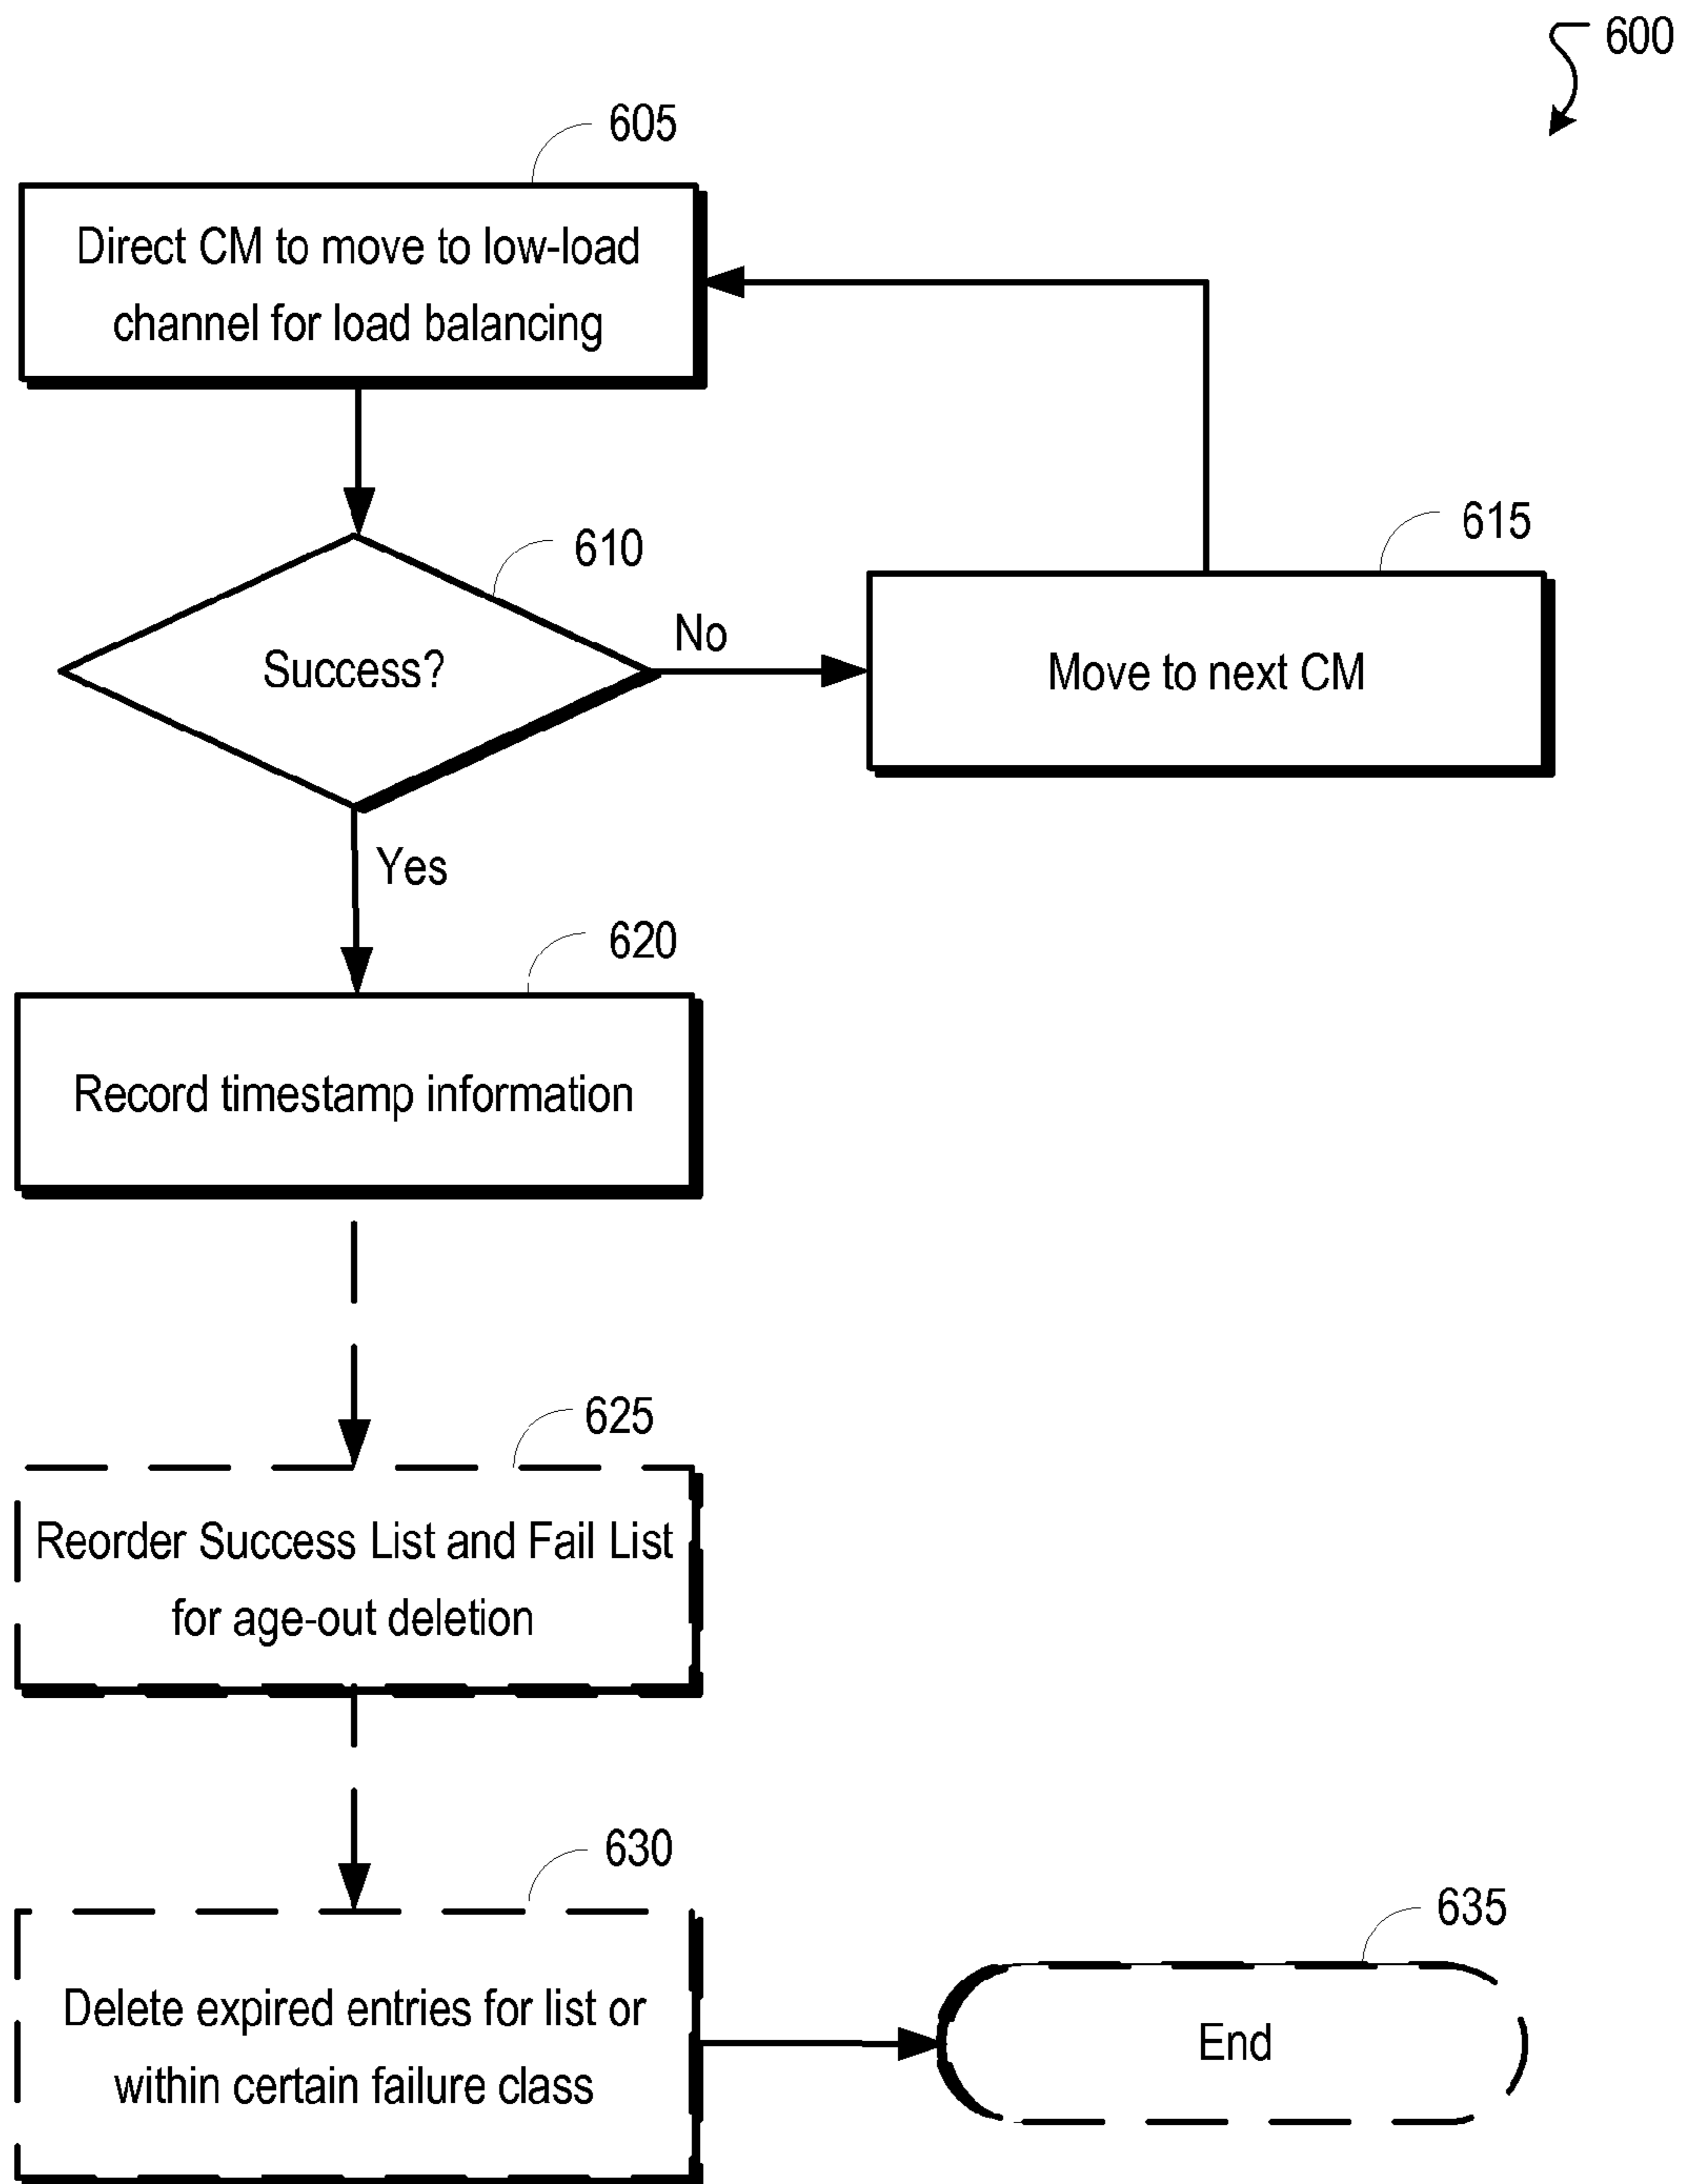 600
605
Direct CM to move to low-load
channel for load balancing
610
Success?
No
615
Move to next CM
Yes
620
Record timestamp information
625
Reorder Success List and Fail List
for age-out deletion
630
Delete expired entries for list or
within certain failure class
635
End